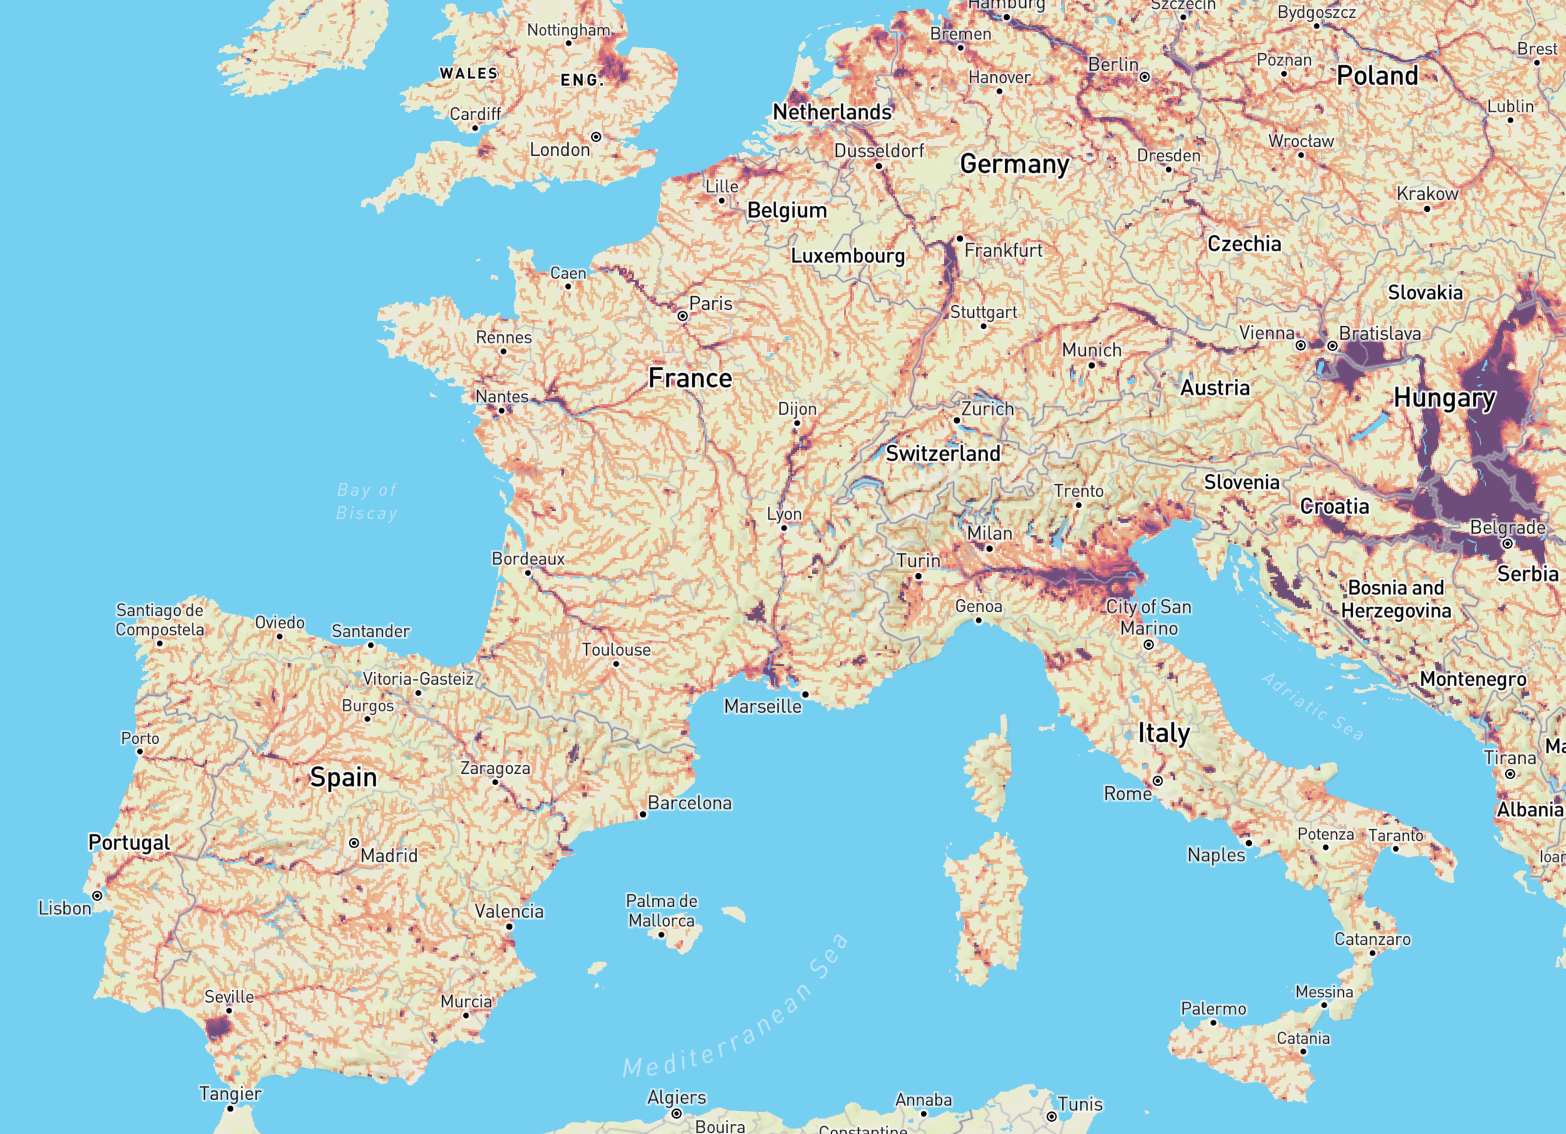 Hamburg
Szczecin
Bydgoszcz
Nottingham
Bremen
Brest
WALES
ENG.
Hanover
Berlin
Poznan
Poland
Cardiff
Netherlands
Lublin
London
Dusseldorf
Germany
Dresden
Wrocław
Lille
Belgium
Krakow
Luxembourg
Frankfurt
Czechia
Caen
Paris
Stuttgart
Slovakia
Rennes
Munich
Vienna
Bratislava
France
Austria
Hungary
Nantes
Dijon
Zurich
Switzerland
Bay of
Biscay
Trento
Slovenia
Croatia
Lyon
Milan
Belgrade
Bordeaux
Turin
Serbia
Santiago de
Compostela
Oviedo
Santander
Genoa
City of San
Marino
Bosnia and
Herzegovina
Toulouse
Vitoria-Gasteiz
Burgos
Marseille
Montenegro
Adriatic Sea
Porto
Italy
Ma
Spain
Zaragoza
Tirana
Rome
Barcelona
Albania
Portugal
Madrid
Naples
Potenza
Taranto
Ioan
Lisbon
Valencia
Palma de
Mallorca
Catanzaro
Mediterranean Sea
Seville
Murcia
Messina
Palermo
Catania
Tangier
Algiers
Annaba
Tunis
Bouira
Constantine